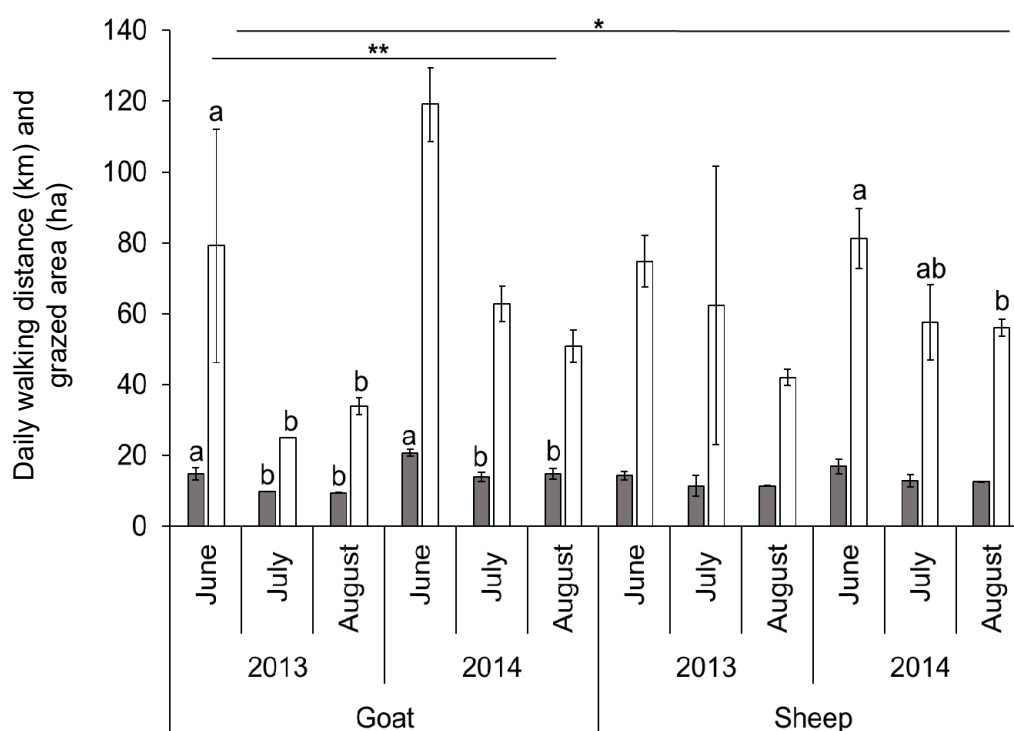 Daily walking distance (km) and
grazed area (ha)
140
120
100
80
60
40
20
0
*
**
a
a
b
b
b
b
a
b
b
a
ab
b
June
July
August
June
July
August
June
July
August
June
July
August
2013
2014
2013
2014
Goat
Sheep